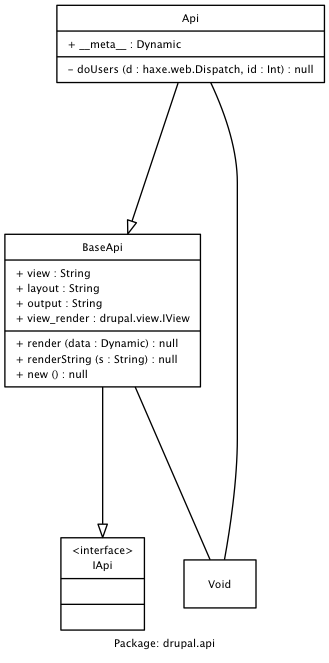 Api
+ __meta__ : Dynamic
- doUsers (d : haxe.web.Dispatch, id : Int) : null
BaseApi
+ view : String
+ layout : String
+ output : String
+ view_render : drupal.view.IView
+ render (data : Dynamic) : null
+ renderString (s : String) : null
+ new () : null
<interface>
IApi
Void
Package: drupal.api